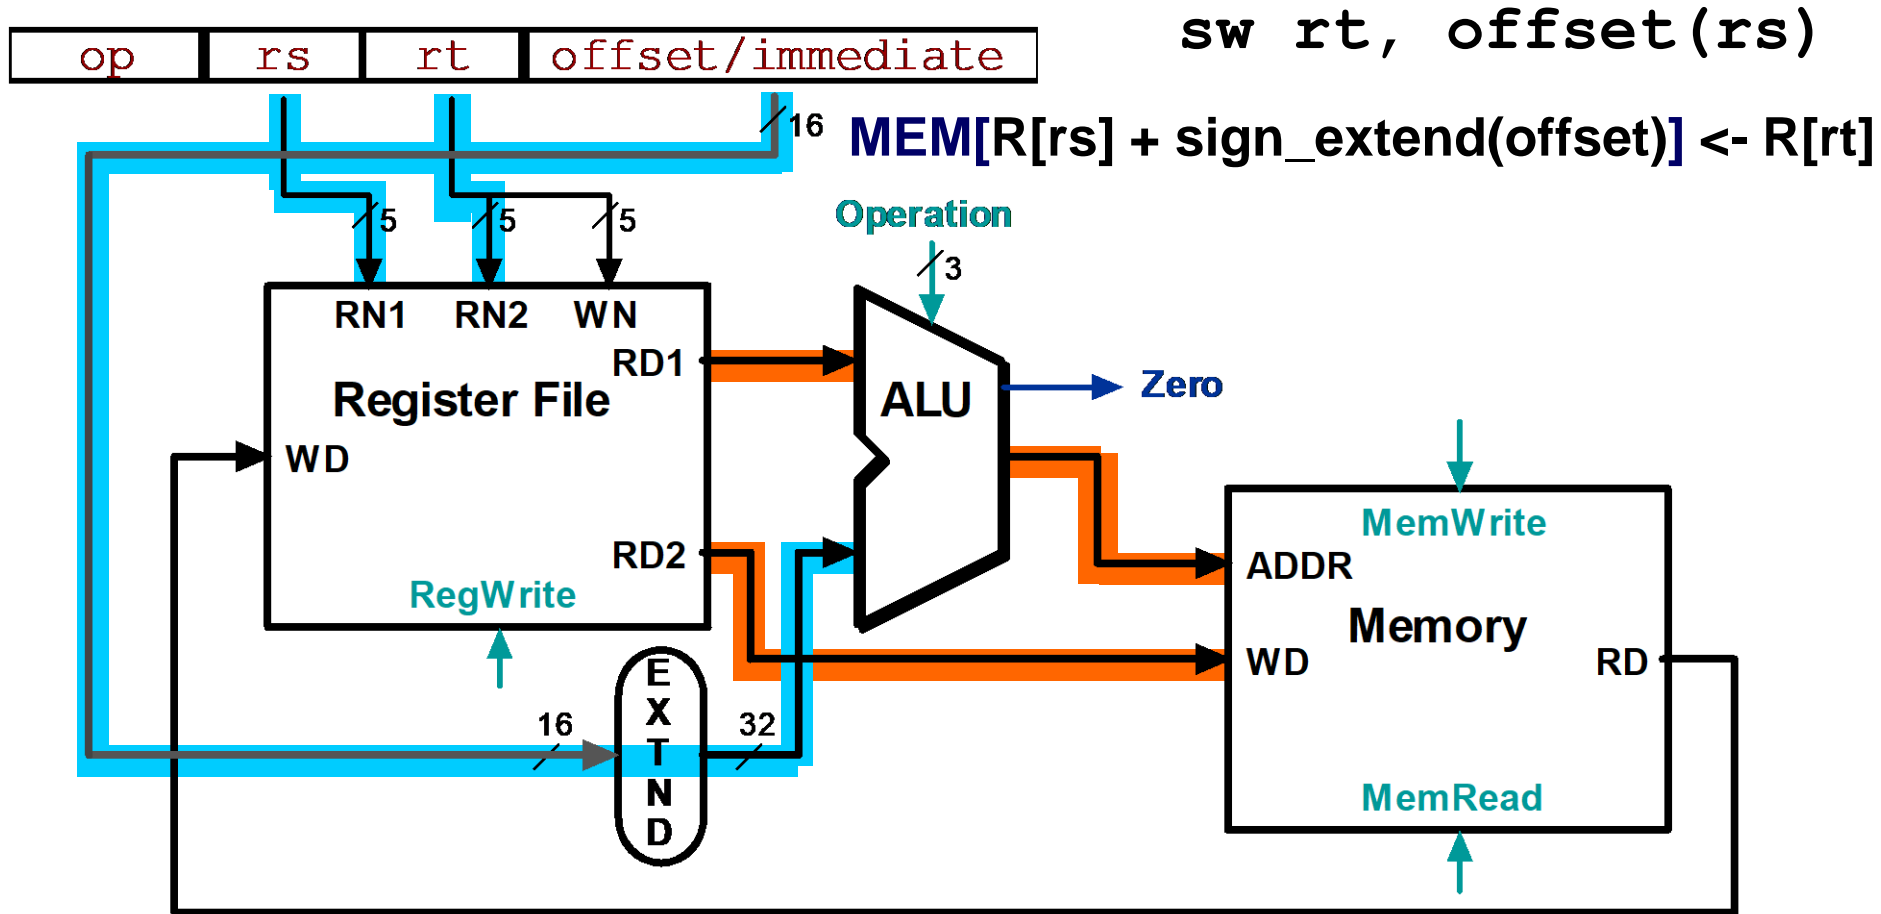 sw rt, offset(rs)
op rs rt offset/immediate
16
MEM[R[rs] + sign_extend(offset)] <- R[rt]
5 5 5
Operation
3
RN1 RN2 WN
RD1
Register File
ALU
Zero
WD
MemWrite
RD2
ADDR
RegWrite
Memory
WD
RD
16
EXTND
32
MemRead